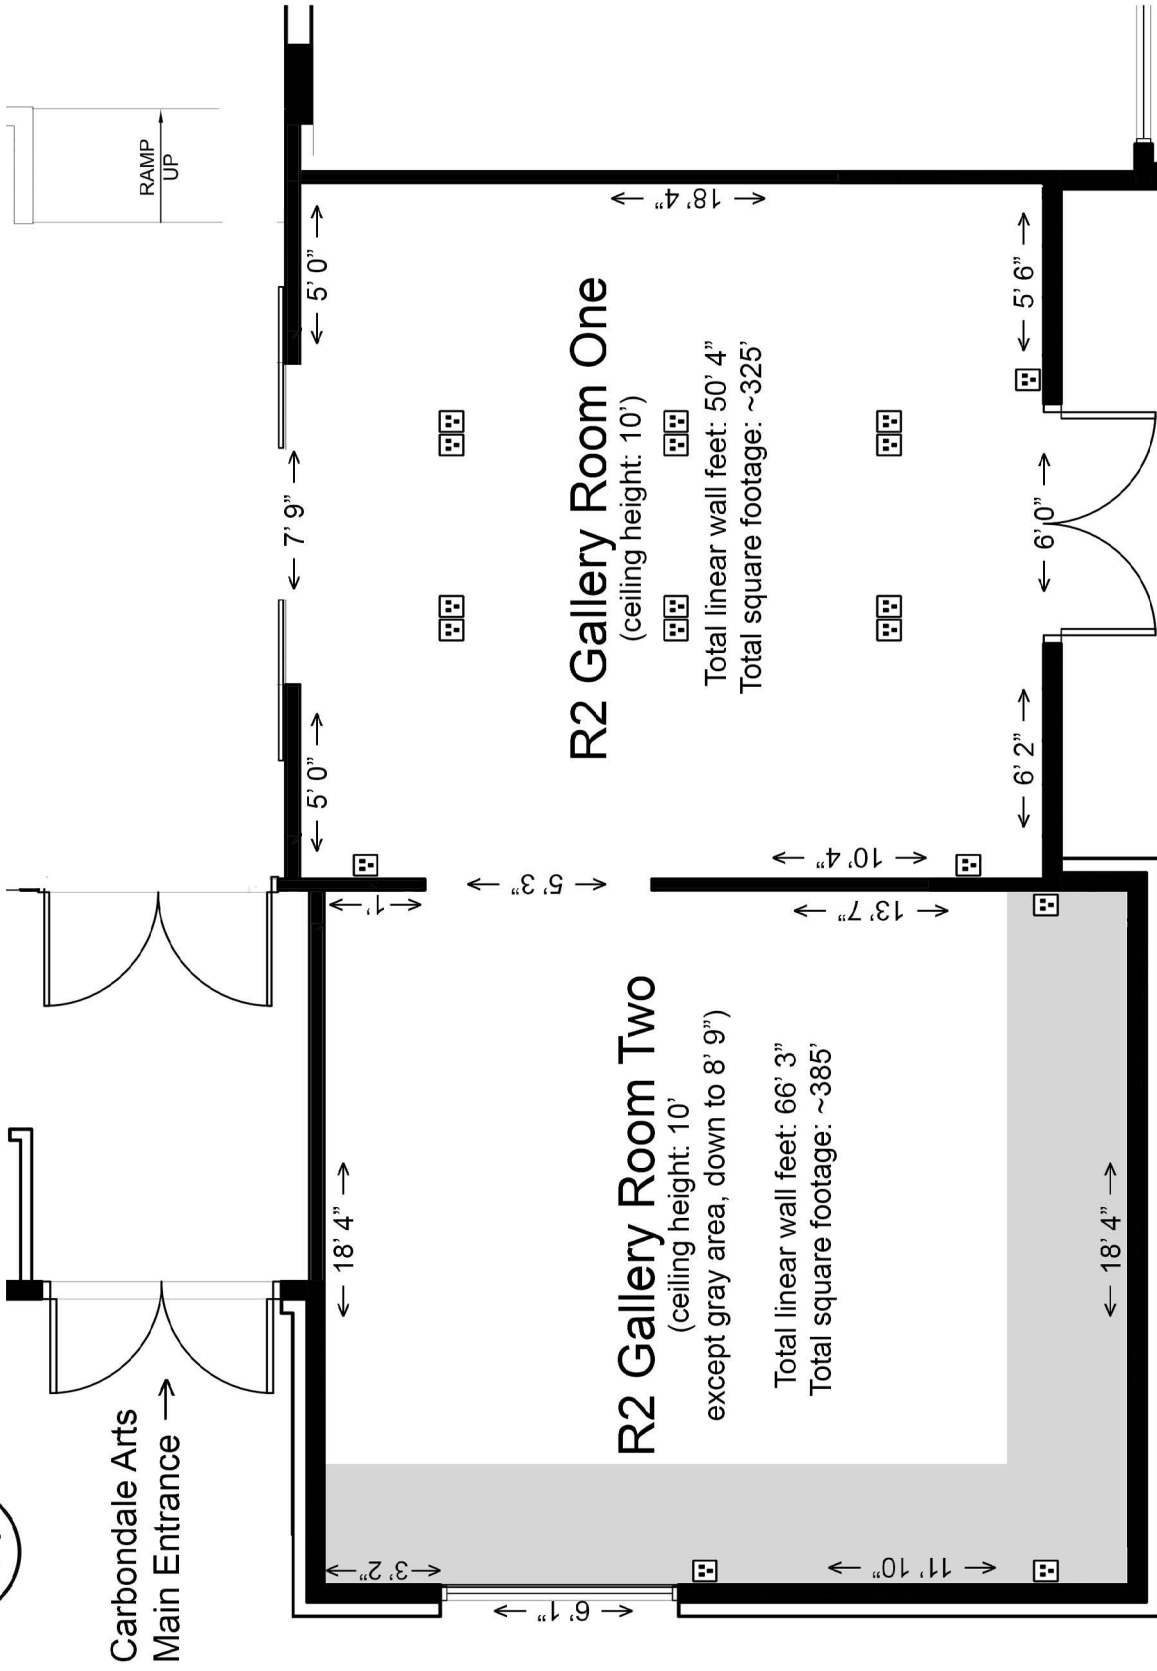 Carbondale Arts
Main Entrance
RAMP
UP
7’ 9”
5’ 0”
5’ 0”
18’ 4”
3’ 2”
1’
6’ 1”
5’ 3”
18’ 4”
R2 Gallery Room One
(ceiling height: 10’)
Total linear wall feet: 50’ 4”
Total square footage: ~325’
R2 Gallery Room Two
(ceiling height: 10’
except gray area, down to 8’ 9”)
Total linear wall feet: 66’ 3”
Total square footage: ~385’
11’ 10”
13’ 7”
10’ 4”
6’ 2”
6’ 0”
5’ 6”
18’ 4”